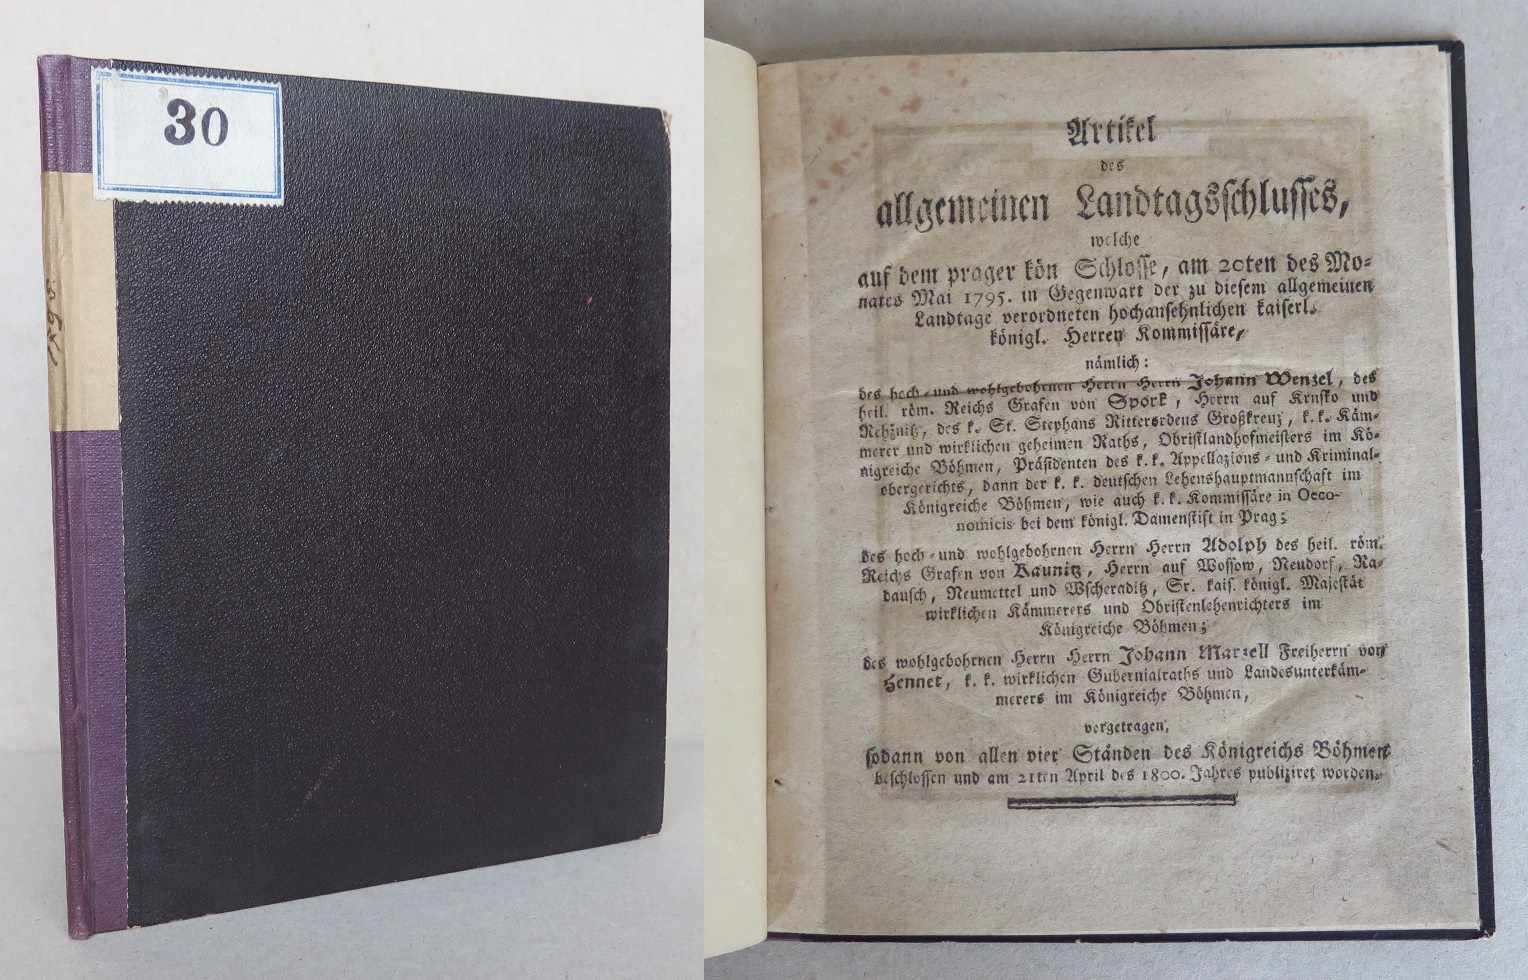 30
1795.
Artikel
des
allgemeinen Landtagsschlusses,
welche
auf dem prager kön Schlosse, am 20ten des Mo-
nates Mai 1795. in Gegenwart der zu diesem allgemeinen
Landtage verordneten hochansehnlichen kaiserl.
königl. Herren Kommissäre,
nämlich:
des hoch- und wohlgebohrnen Herrn Herrn Johann Wenzel, des
heil. röm. Reichs Grafen von Spork, Herrn auf Krnsko und
Rehžnitz, des k. St. Stephans Ritterordens Großkreuz, k. k. Käm-
merer und wirklichen geheimen Raths, Obristlandhofmeisters im Kö-
nigreiche Böhmen, Präsidenten des k. k. Appellazions- und Kriminal-
obergerichts, dann der k. k. deutschen Lehenshauptmannschaft im
Königreiche Böhmen, wie auch k. k. Kommissäre in Oeco-
nomicis bei dem königl. Damenstift in Prag;
des hoch- und wohlgebohrnen Herrn Herrn Adolph des heil. röm.
Reichs Grafen von Kaunitz, Herrn auf Wossow, Neudorf, Ra-
dausch, Neumettel und Wscheraditz, Sr. kais. königl. Majestät
wirklichen Kämmerers und Obristenlehenrichters im
Königreiche Böhmen;
des wohlgebohrnen Herrn Herrn Johann Marzell Freiherrn von
Hennet, k. k. wirklichen Gubernialraths und Landesunterkäm-
merers im Königreiche Böhmen,
vorgetragen,
sodann von allen vier Ständen des Königreichs Böhmen
beschlossen und am 21ten April des 1800. Jahres publiziret worden.